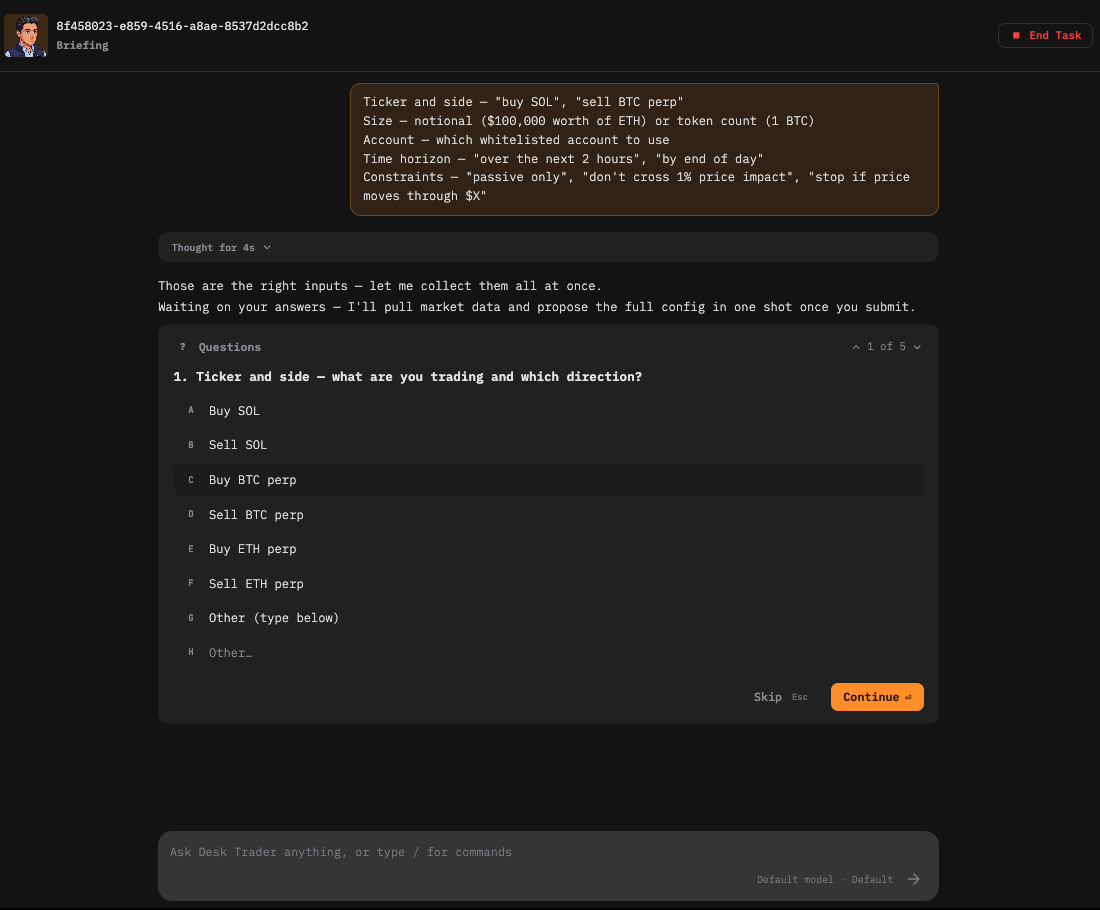 8f458023-e859-4516-a8ae-8537d2dcc8b2
Briefing
End Task
Ticker and side — "buy SOL", "sell BTC perp"
Size — notional ($100,000 worth of ETH) or token count (1 BTC)
Account — which whitelisted account to use
Time horizon — "over the next 2 hours", "by end of day"
Constraints — "passive only", "don't cross 1% price impact", "stop if price
moves through $X"
Thought for 4s
Those are the right inputs — let me collect them all at once.
Waiting on your answers — I'll pull market data and propose the full config in one shot once you submit.
? Questions
1 of 5
1. Ticker and side — what are you trading and which direction?
A Buy SOL
B Sell SOL
C Buy BTC perp
D Sell BTC perp
E Buy ETH perp
F Sell ETH perp
G Other (type below)
H Other…
Skip Esc
Continue ⏎
Ask Desk Trader anything, or type / for commands
Default model · Default